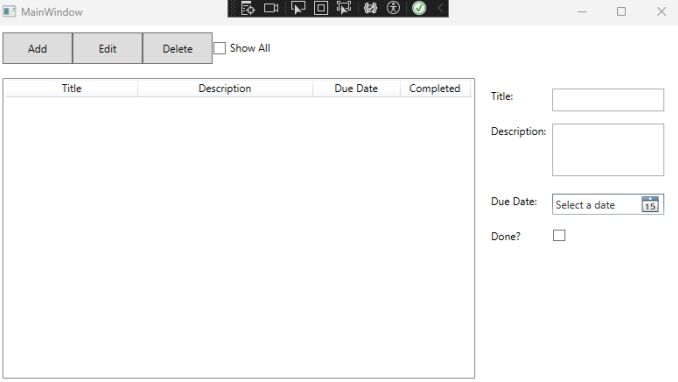 MainWindow
Add Edit Delete Show All
Title Description Due Date Completed
Title:
Description:
Due Date: Select a date 15
Done?